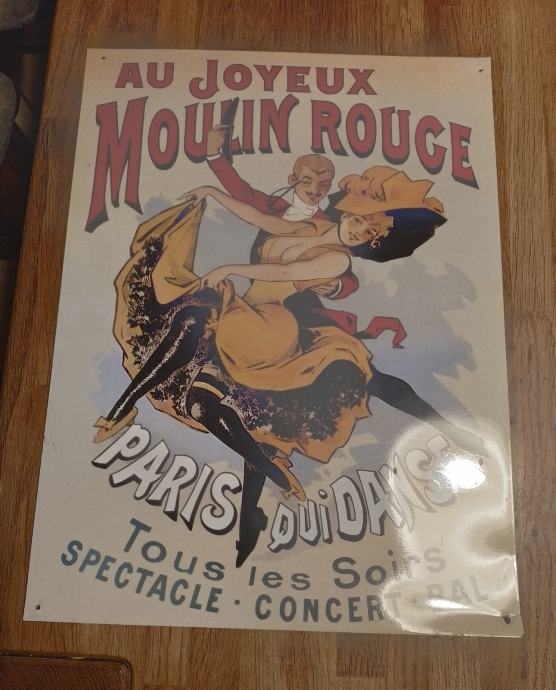 AU JOYEUX
MOULIN ROUGE
PARIS QUI DANSE
Tous les Soirs
SPECTACLE · CONCERT · BAL